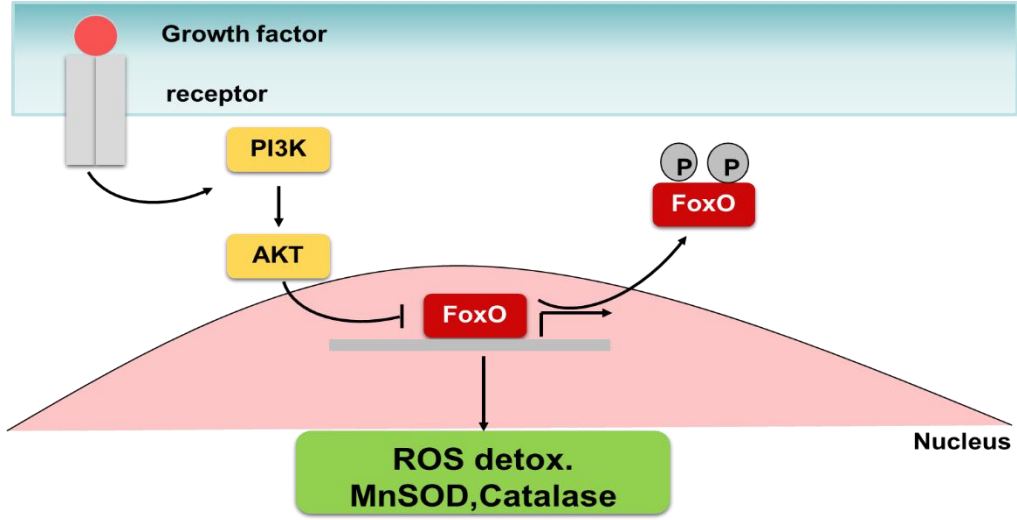 Growth factor
receptor
PI3K
P P
FoxO
AKT
FoxO
Nucleus
ROS detox.
MnSOD,Catalase